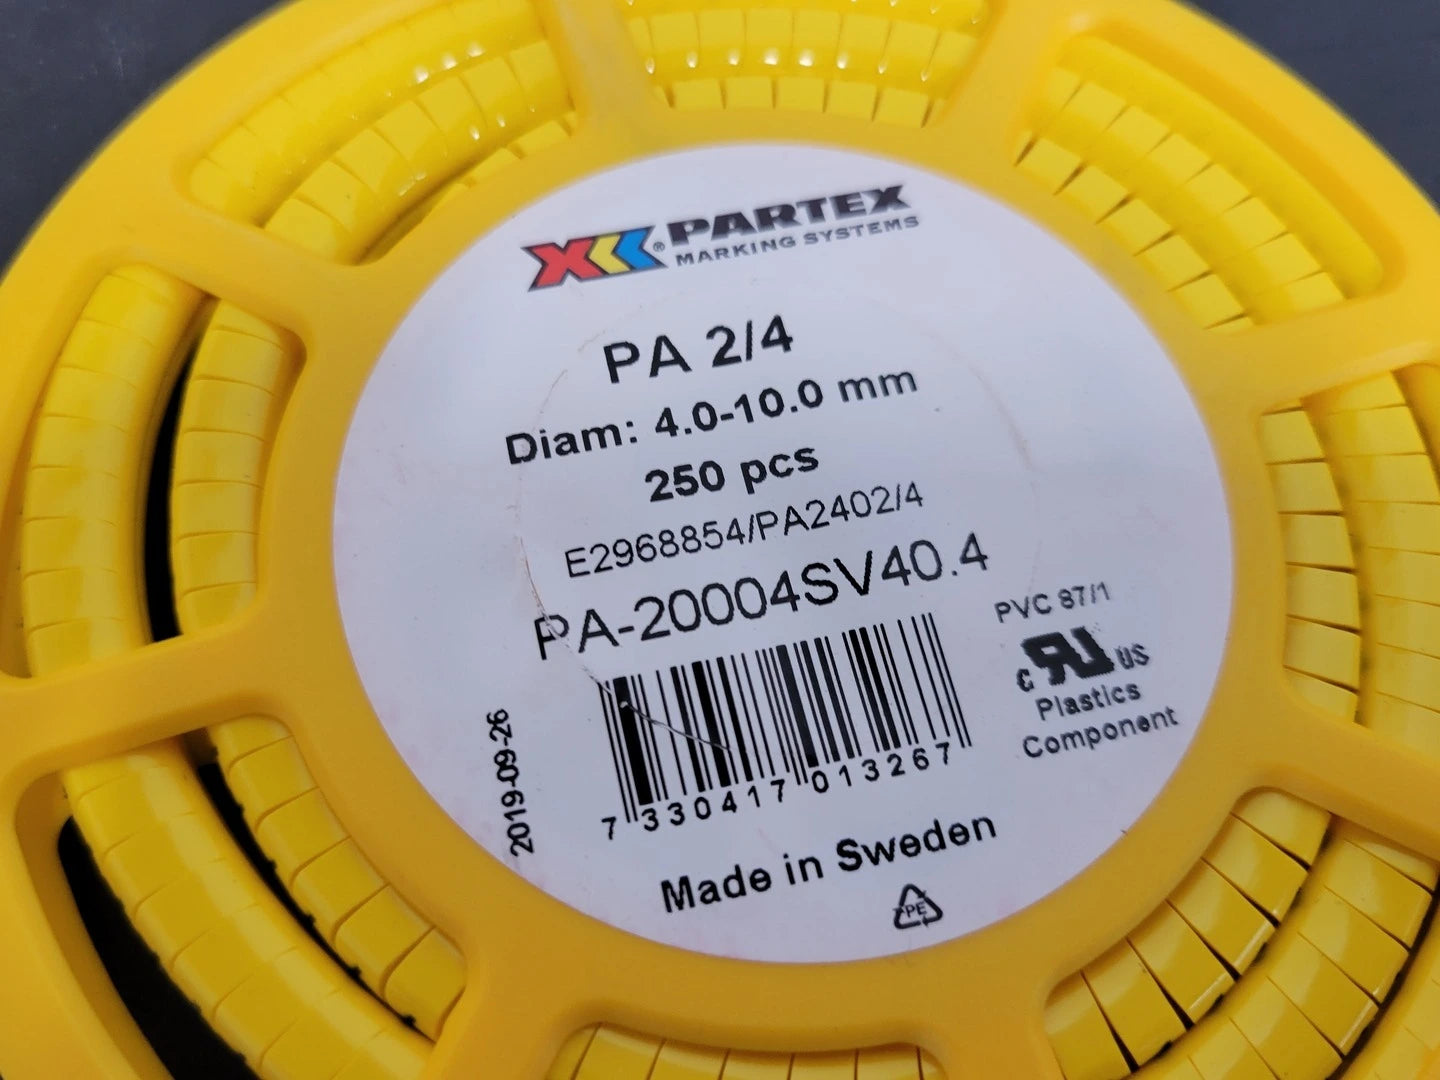 PARTEX
MARKING SYSTEMS
PA 2/4
Diam: 4.0-10.0 mm
250 pcs
E2968854/PA2402/4
PA-20004SV40.4
PVC 87/1
C RU US
Plastics
Component
2019-09-26
7 330417 013267
Made in Sweden
PE